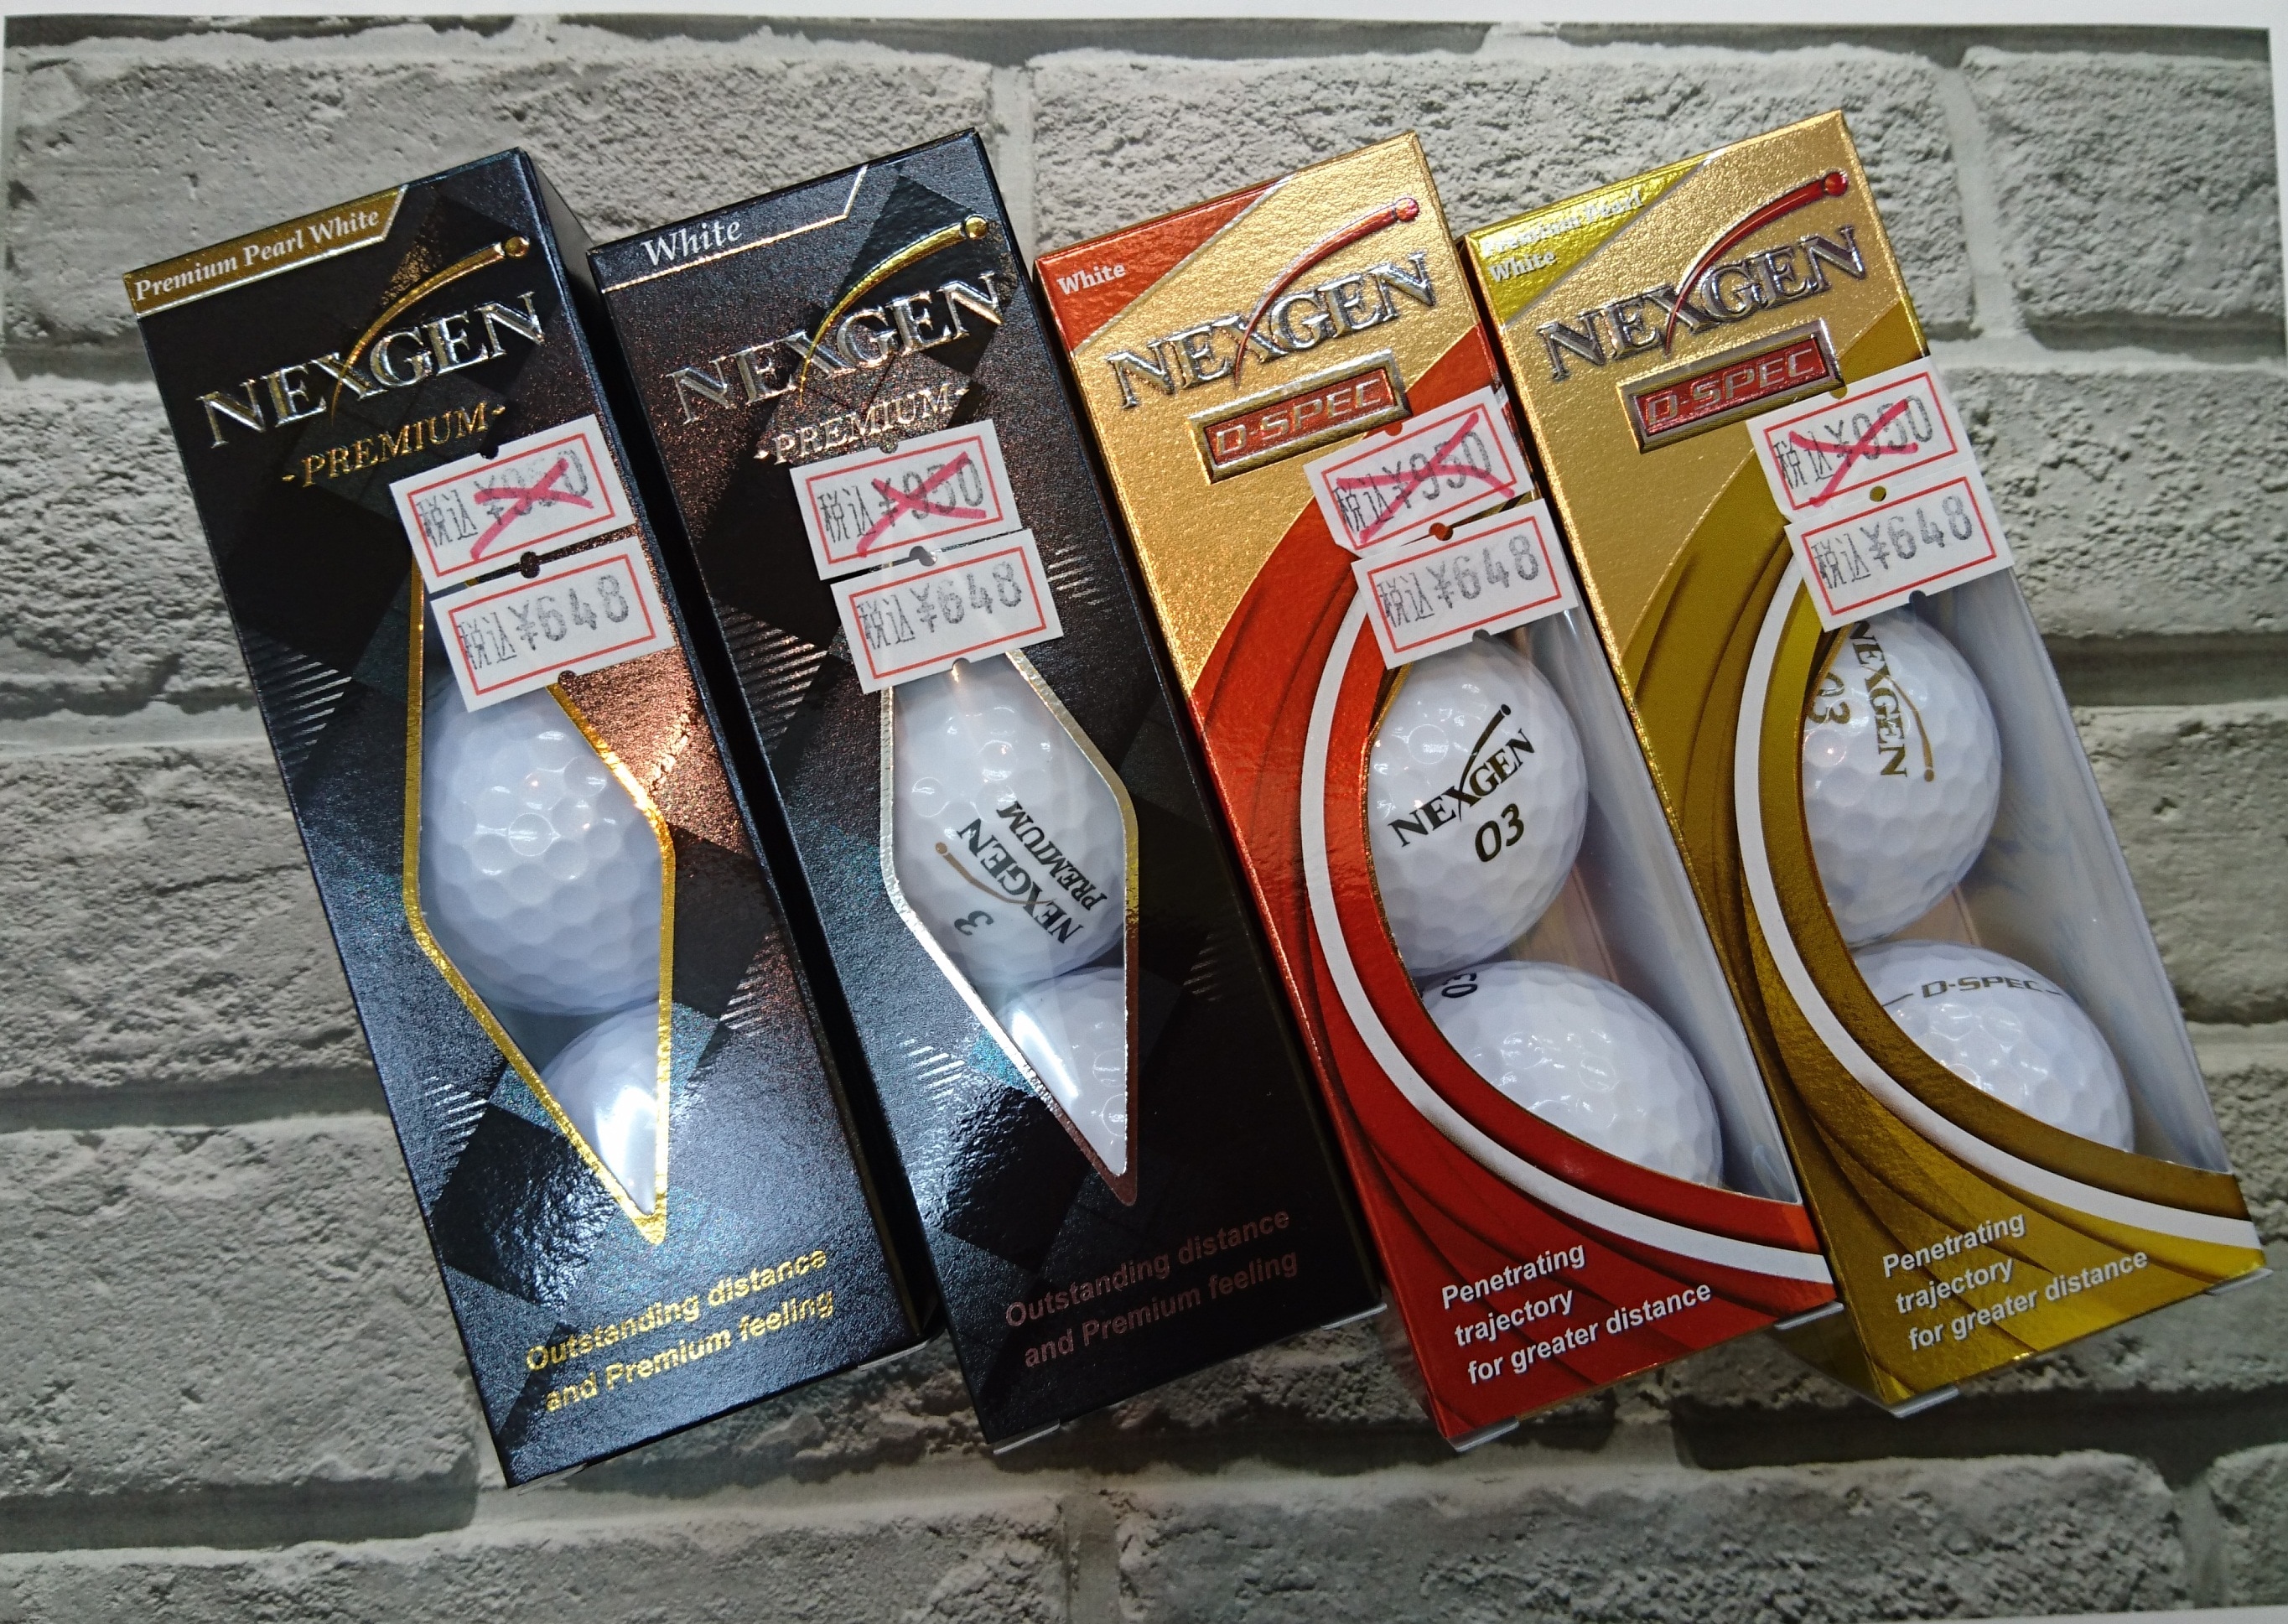 Premium Pearl White
NEXGEN
-PREMIUM-
税込¥950
税込¥648
Outstanding distance
and Premium feeling
White
NEXGEN
-PREMIUM-
税込¥950
税込¥648
NEXGEN
PREMIUM
3
Outstanding distance
and Premium feeling
White
NEXGEN
D-SPEC
税込¥950
税込¥648
NEXGEN
03
03
Penetrating
trajectory
for greater distance
Premium Pearl
White
NEXGEN
D-SPEC
税込¥950
税込¥648
NEXGEN
03
D-SPEC
Penetrating
trajectory
for greater distance